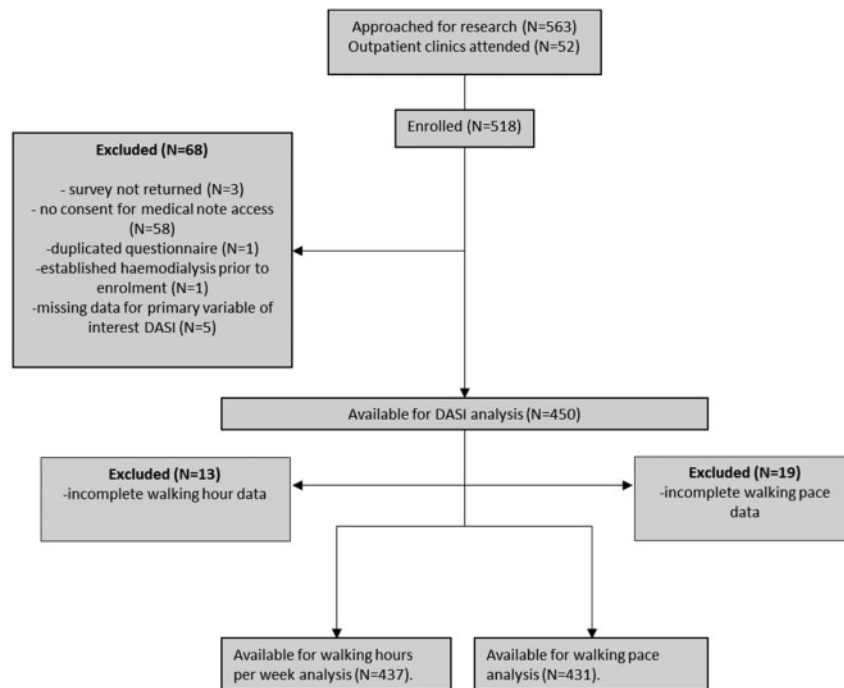 Approached for research (N=563)
Outpatient clinics attended (N=52)
Enrolled (N=518)
Excluded (N=68)
- survey not returned (N=3)
- no consent for medical note access
(N=58)
-duplicated questionnaire (N=1)
-established haemodialysis prior to
enrolment (N=1)
-missing data for primary variable of
interest DASI (N=5)
Available for DASI analysis (N=450)
Excluded (N=13)
-incomplete walking hour data
Excluded (N=19)
-incomplete walking pace
data
Available for walking hours
per week analysis (N=437).
Available for walking pace
analysis (N=431).